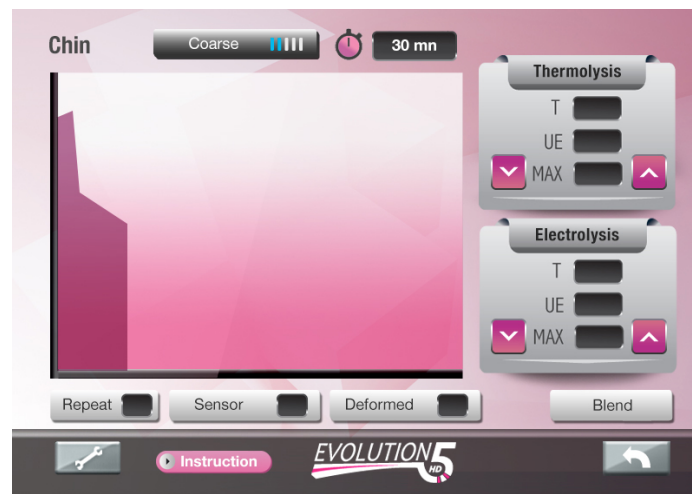 Chin
Coarse
30 mn
Thermolysis
T
UE
MAX
Electrolysis
T
UE
MAX
Repeat
Sensor
Deformed
Blend
Instruction
EVOLUTION 5
HD